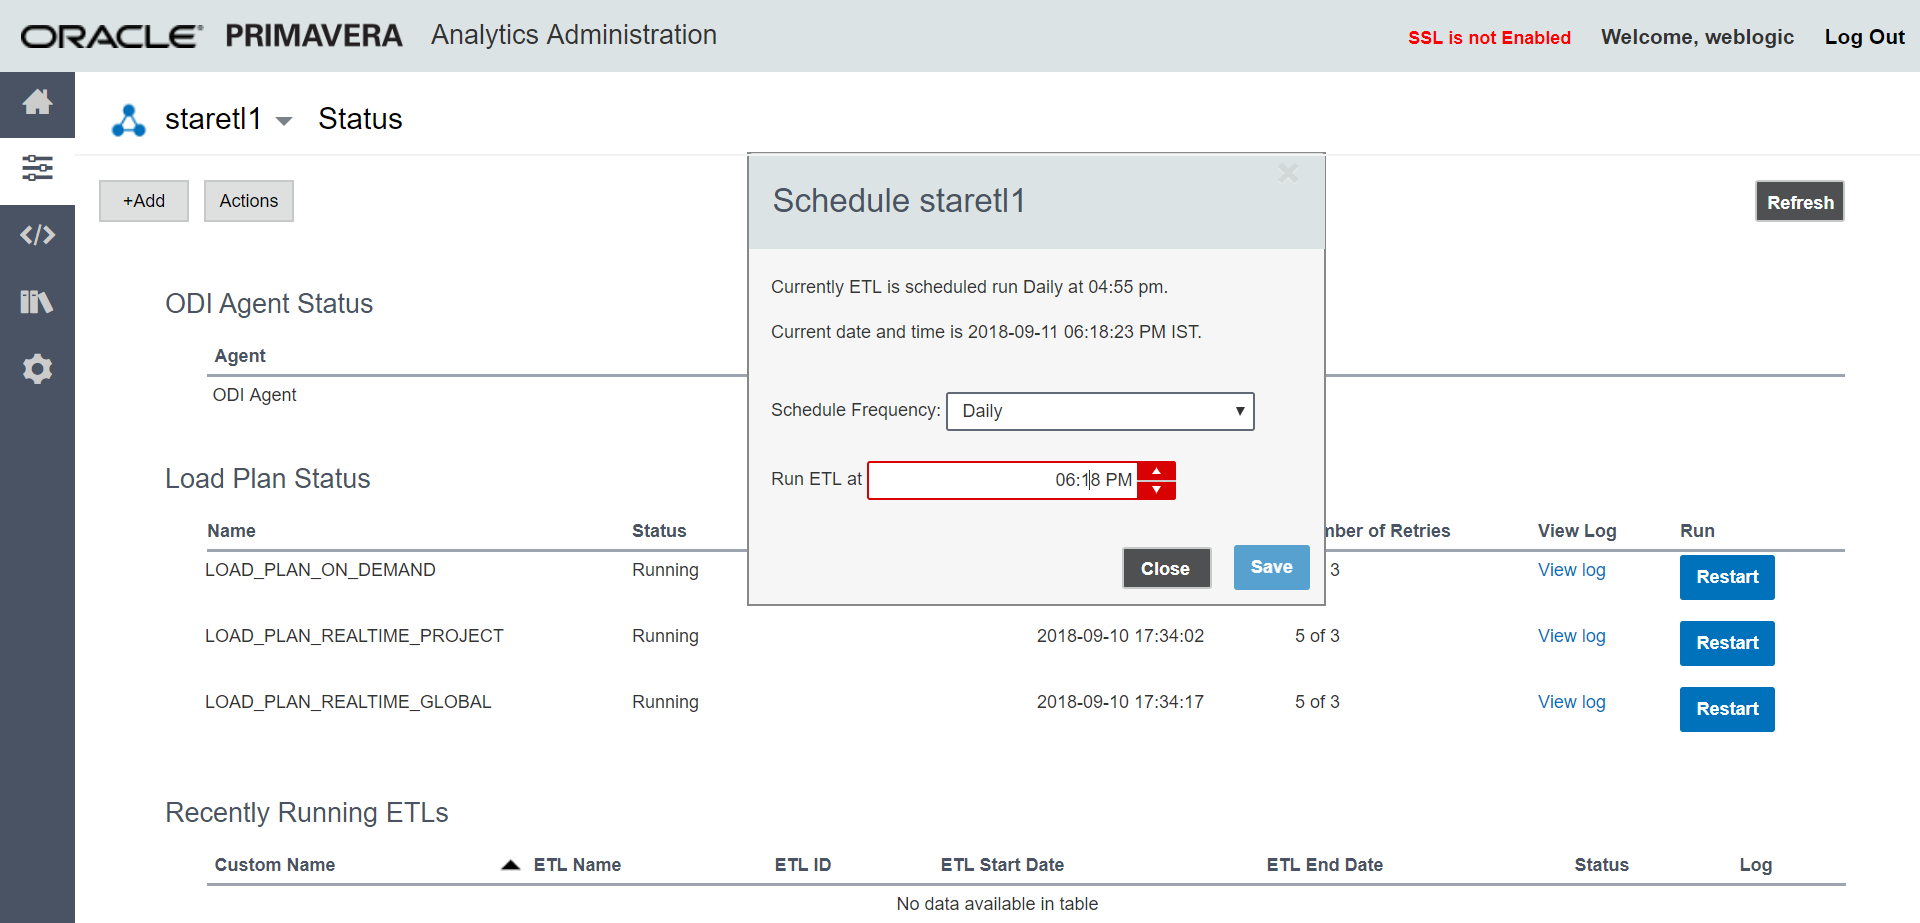 ORACLE PRIMAVERA Analytics Administration
SSL is not Enabled Welcome, weblogic Log Out
staretl1 Status
+Add Actions Refresh
Schedule staretl1
Currently ETL is scheduled run Daily at 04:55 pm.
Current date and time is 2018-09-11 06:18:23 PM IST.
Schedule Frequency: Daily
Run ETL at 06:18 PM
Close Save
ODI Agent Status
Agent
ODI Agent
Load Plan Status
Name Status of Retries View Log Run
LOAD_PLAN_ON_DEMAND Running 3 View log Restart
LOAD_PLAN_REALTIME_PROJECT Running 2018-09-10 17:34:02 5 of 3 View log Restart
LOAD_PLAN_REALTIME_GLOBAL Running 2018-09-10 17:34:17 5 of 3 View log Restart
Recently Running ETLs
Custom Name ETL Name ETL ID ETL Start Date ETL End Date Status Log
No data available in table